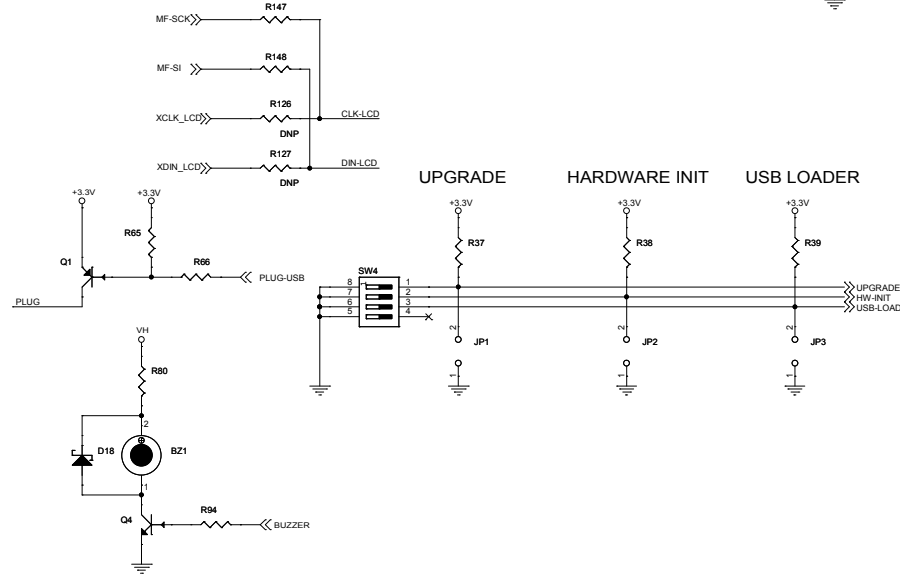 R147
MF-SCK
R148
MF-SI
R126
XCLK_LCD
CLK-LCD
DNP
R127
XDIN_LCD
DIN-LCD
DNP
UPGRADE HARDWARE INIT USB LOADER
+3.3V +3.3V
+3.3V +3.3V +3.3V
R65
R37 R38 R39
Q1
R66
PLUG-USB
SW4
PLUG
8 1
7 2
6 3
5 4
1
UPGRADE
HW-INIT
USB-LOAD
2 JP1 1
2 JP2 1
2 JP3 1
VH
R80
2
D18 BZ1
1
Q4
R94
BUZZER